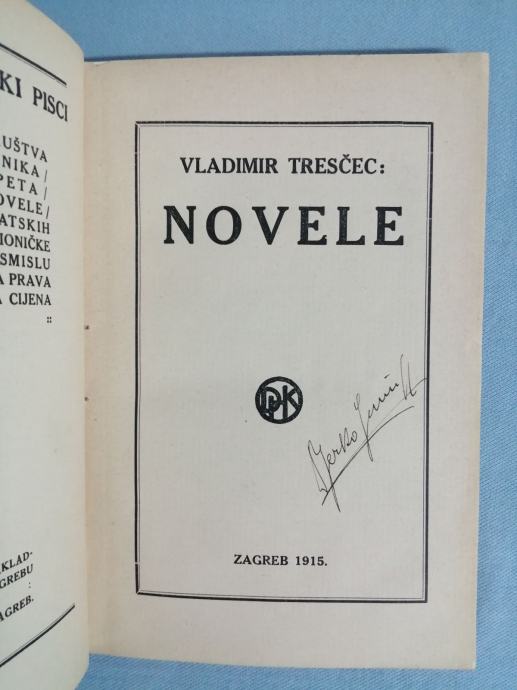 KI PISCI
UŠTVA
NIKA/
PETA/
OVELE/
ATSKIH
IONIČKE
SMISLU
A PRAVA
A CIJENA
::
KLAD-
GREBU
:
AGREB.
VLADIMIR TRESČEC:
NOVELE
ZAGREB 1915.
Jerko